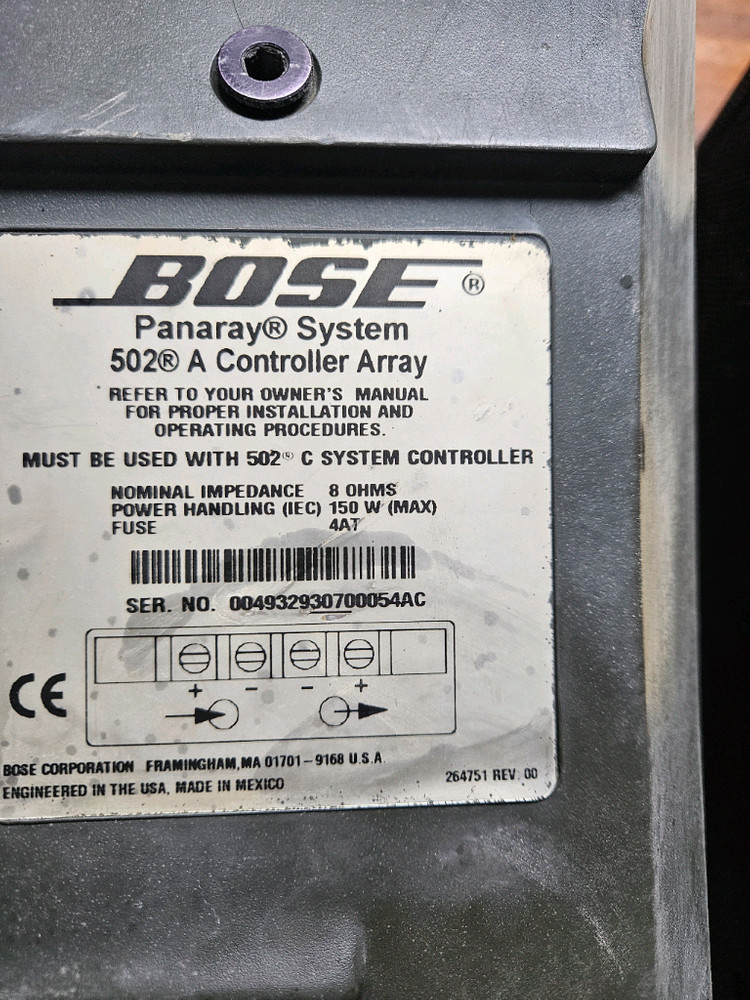 BOSE ®
Panaray® System
502® A Controller Array
REFER TO YOUR OWNER'S MANUAL
FOR PROPER INSTALLATION AND
OPERATING PROCEDURES.
MUST BE USED WITH 502® C SYSTEM CONTROLLER
NOMINAL IMPEDANCE 8 OHMS
POWER HANDLING (IEC) 150 W (MAX)
FUSE 4AT
SER. NO. 004932930700054AC
+ - - +
CE
BOSE CORPORATION FRAMINGHAM, MA 01701-9168 U.S.A
ENGINEERED IN THE USA, MADE IN MEXICO
264751 REV. 00